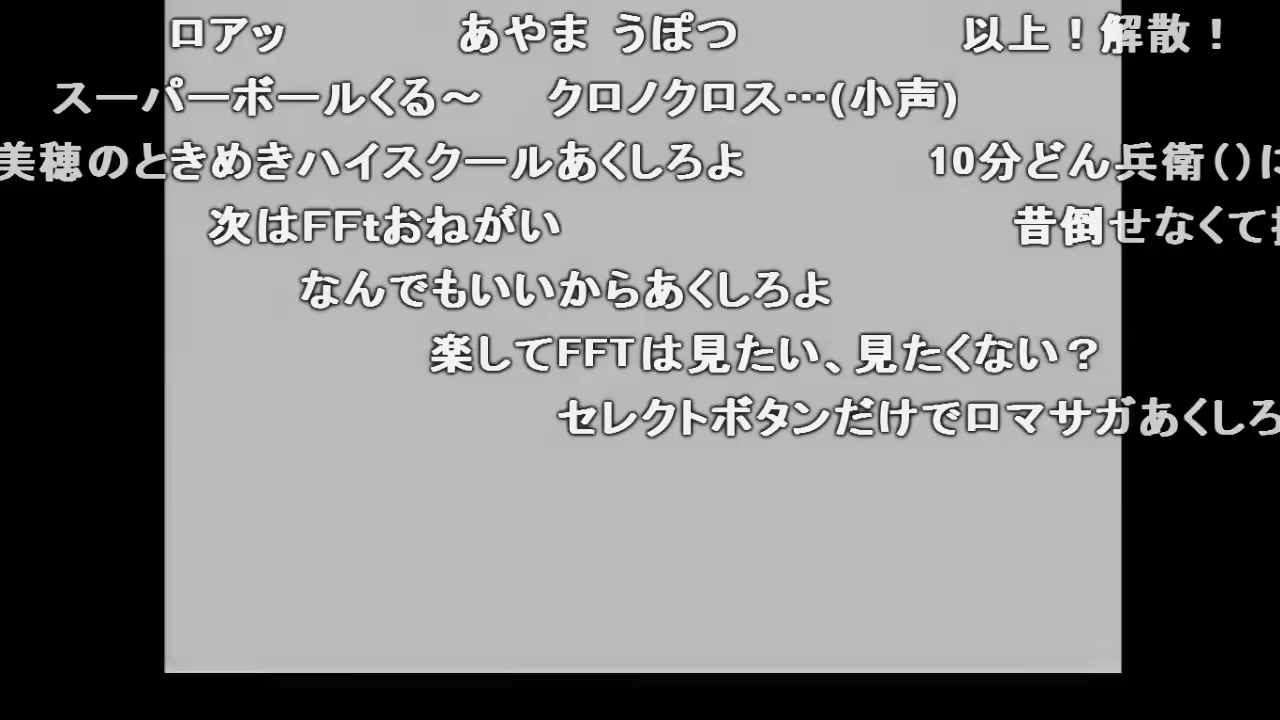 ロアッ あやま うぽつ 以上！解散！
スーパーボールくる～ クロノクロス…(小声)
美穂のときめきハイスクールあくしろよ 10分どん兵衛()に
次はFFtおねがい 昔倒せなくて
なんでもいいからあくしろよ
楽してFFTは見たい、見たくない？
セレクトボタンだけでロマサガあくしろ